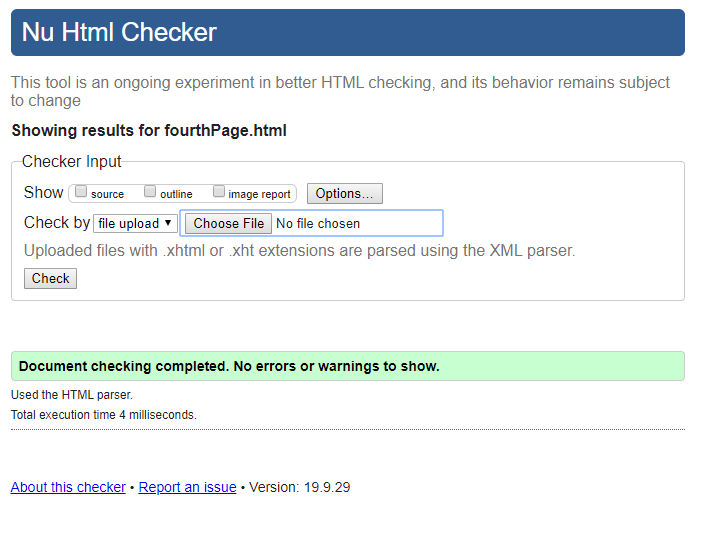 Nu Html Checker
This tool is an ongoing experiment in better HTML checking, and its behavior remains subject
to change
Showing results for fourthPage.html
Checker Input
Show source outline image report Options...
Check by file upload Choose File No file chosen
Uploaded files with .xhtml or .xht extensions are parsed using the XML parser.
Check
Document checking completed. No errors or warnings to show.
Used the HTML parser.
Total execution time 4 milliseconds.
About this checker • Report an issue • Version: 19.9.29